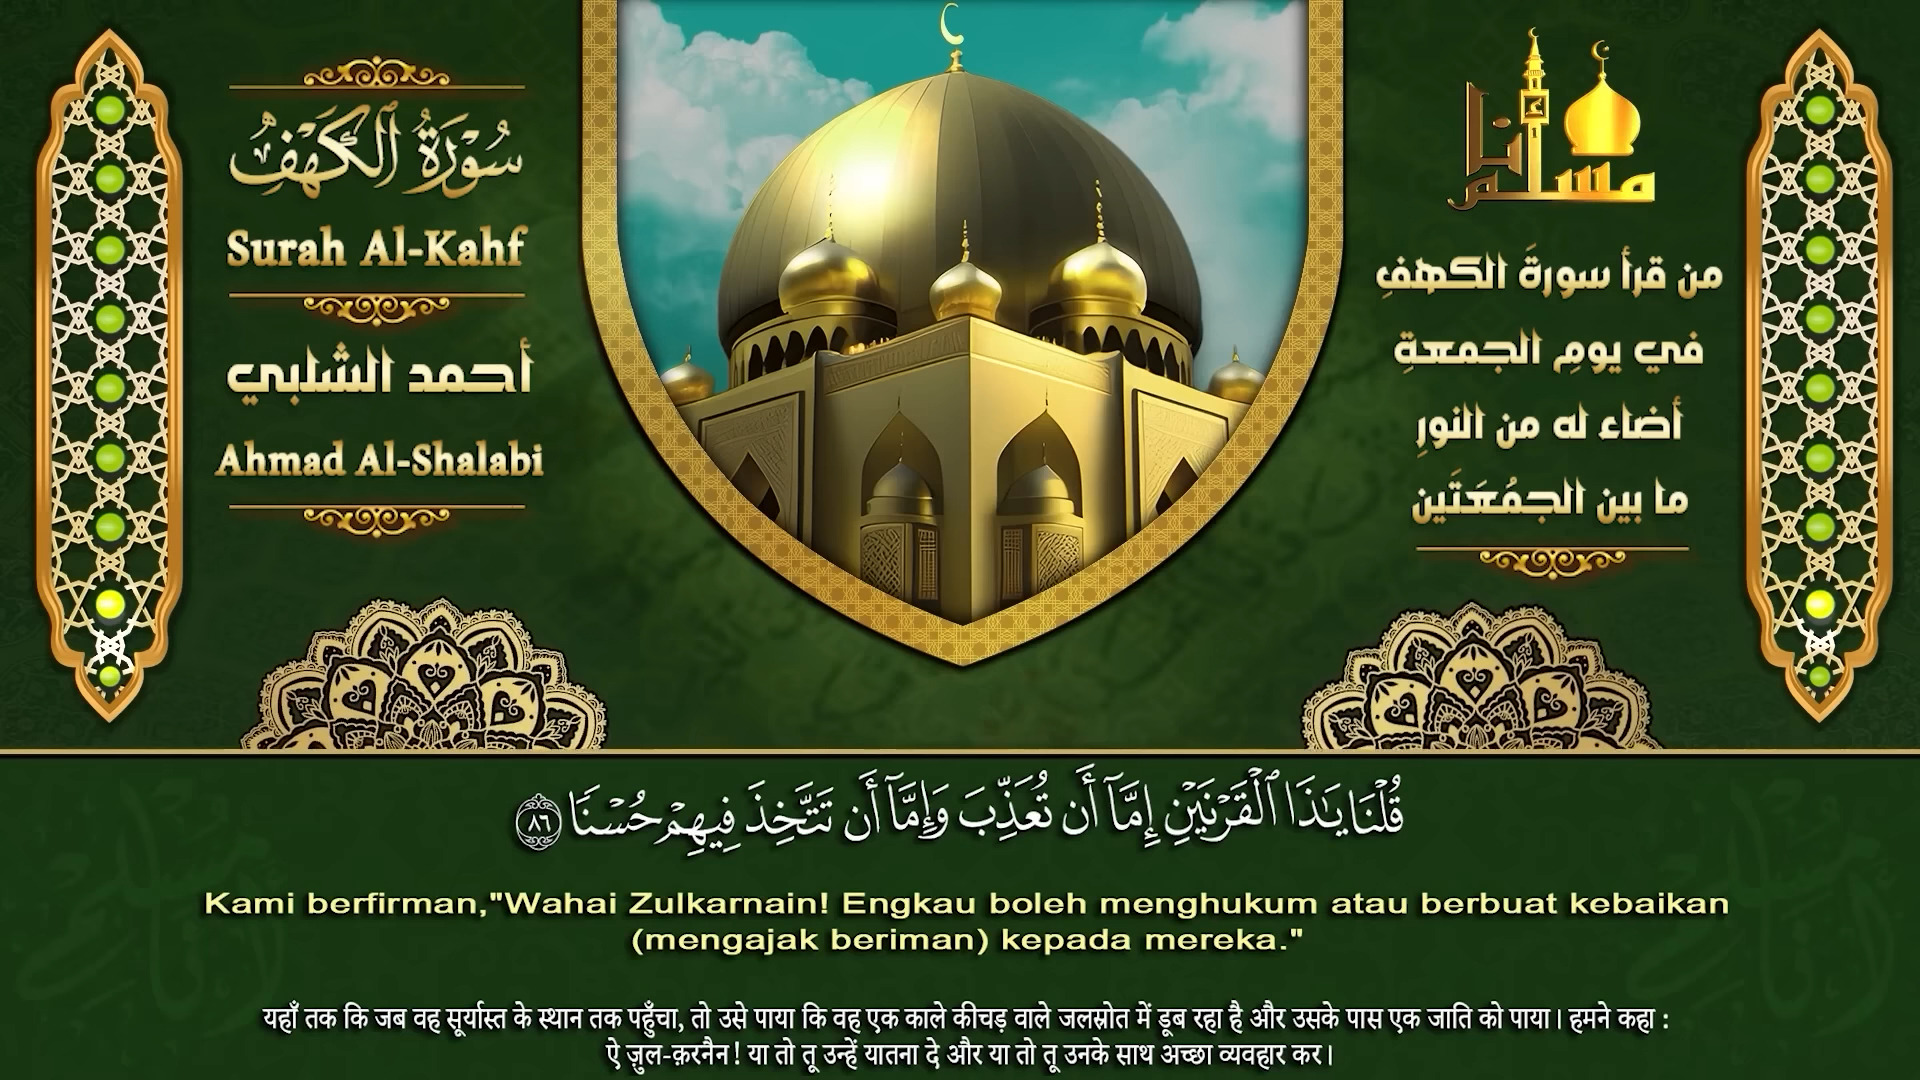 سُورَةُ الكَهْفِ
Surah Al-Kahf
أحمد الشلبي
Ahmad Al-Shalabi
أنا
مسلم
من قرأ سورةَ الكهفِ
في يومِ الجمعةِ
أضاء له من النورِ
ما بين الجمُعَتَين
قُلْنَا يَـٰذَا ٱلْقَرْنَيْنِ إِمَّآ أَن تُعَذِّبَ وَإِمَّآ أَن تَتَّخِذَ فِيهِمْ حُسْنًا ٨٦
Kami berfirman,"Wahai Zulkarnain! Engkau boleh menghukum atau berbuat kebaikan
(mengajak beriman) kepada mereka."
यहाँ तक कि जब वह सूर्यास्त के स्थान तक पहुँचा, तो उसे पाया कि वह एक काले कीचड़ वाले जलस्रोत में डूब रहा है और उसके पास एक जाति को पाया। हमने कहा :
ऐ ज़ुल-क़रनैन! या तो तू उन्हें यातना दे और या तो तू उनके साथ अच्छा व्यवहार कर।